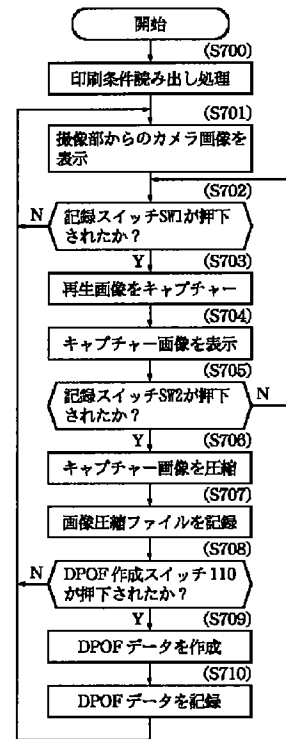 開始
(S700)
印刷条件読み出し処理
(S701)
撮像部からのカメラ画像を
表示
(S702)
記録スイッチSW1が押下
されたか?
N
Y
(S703)
再生画像をキャプチャー
(S704)
キャプチャー画像を表示
(S705)
記録スイッチSW2が押下
されたか?
N
Y
(S706)
キャプチャー画像を圧縮
(S707)
画像圧縮ファイルを記録
(S708)
N
DPOF作成スイッチ110
が押下されたか?
Y
(S709)
DPOFデータを作成
(S710)
DPOFデータを記録